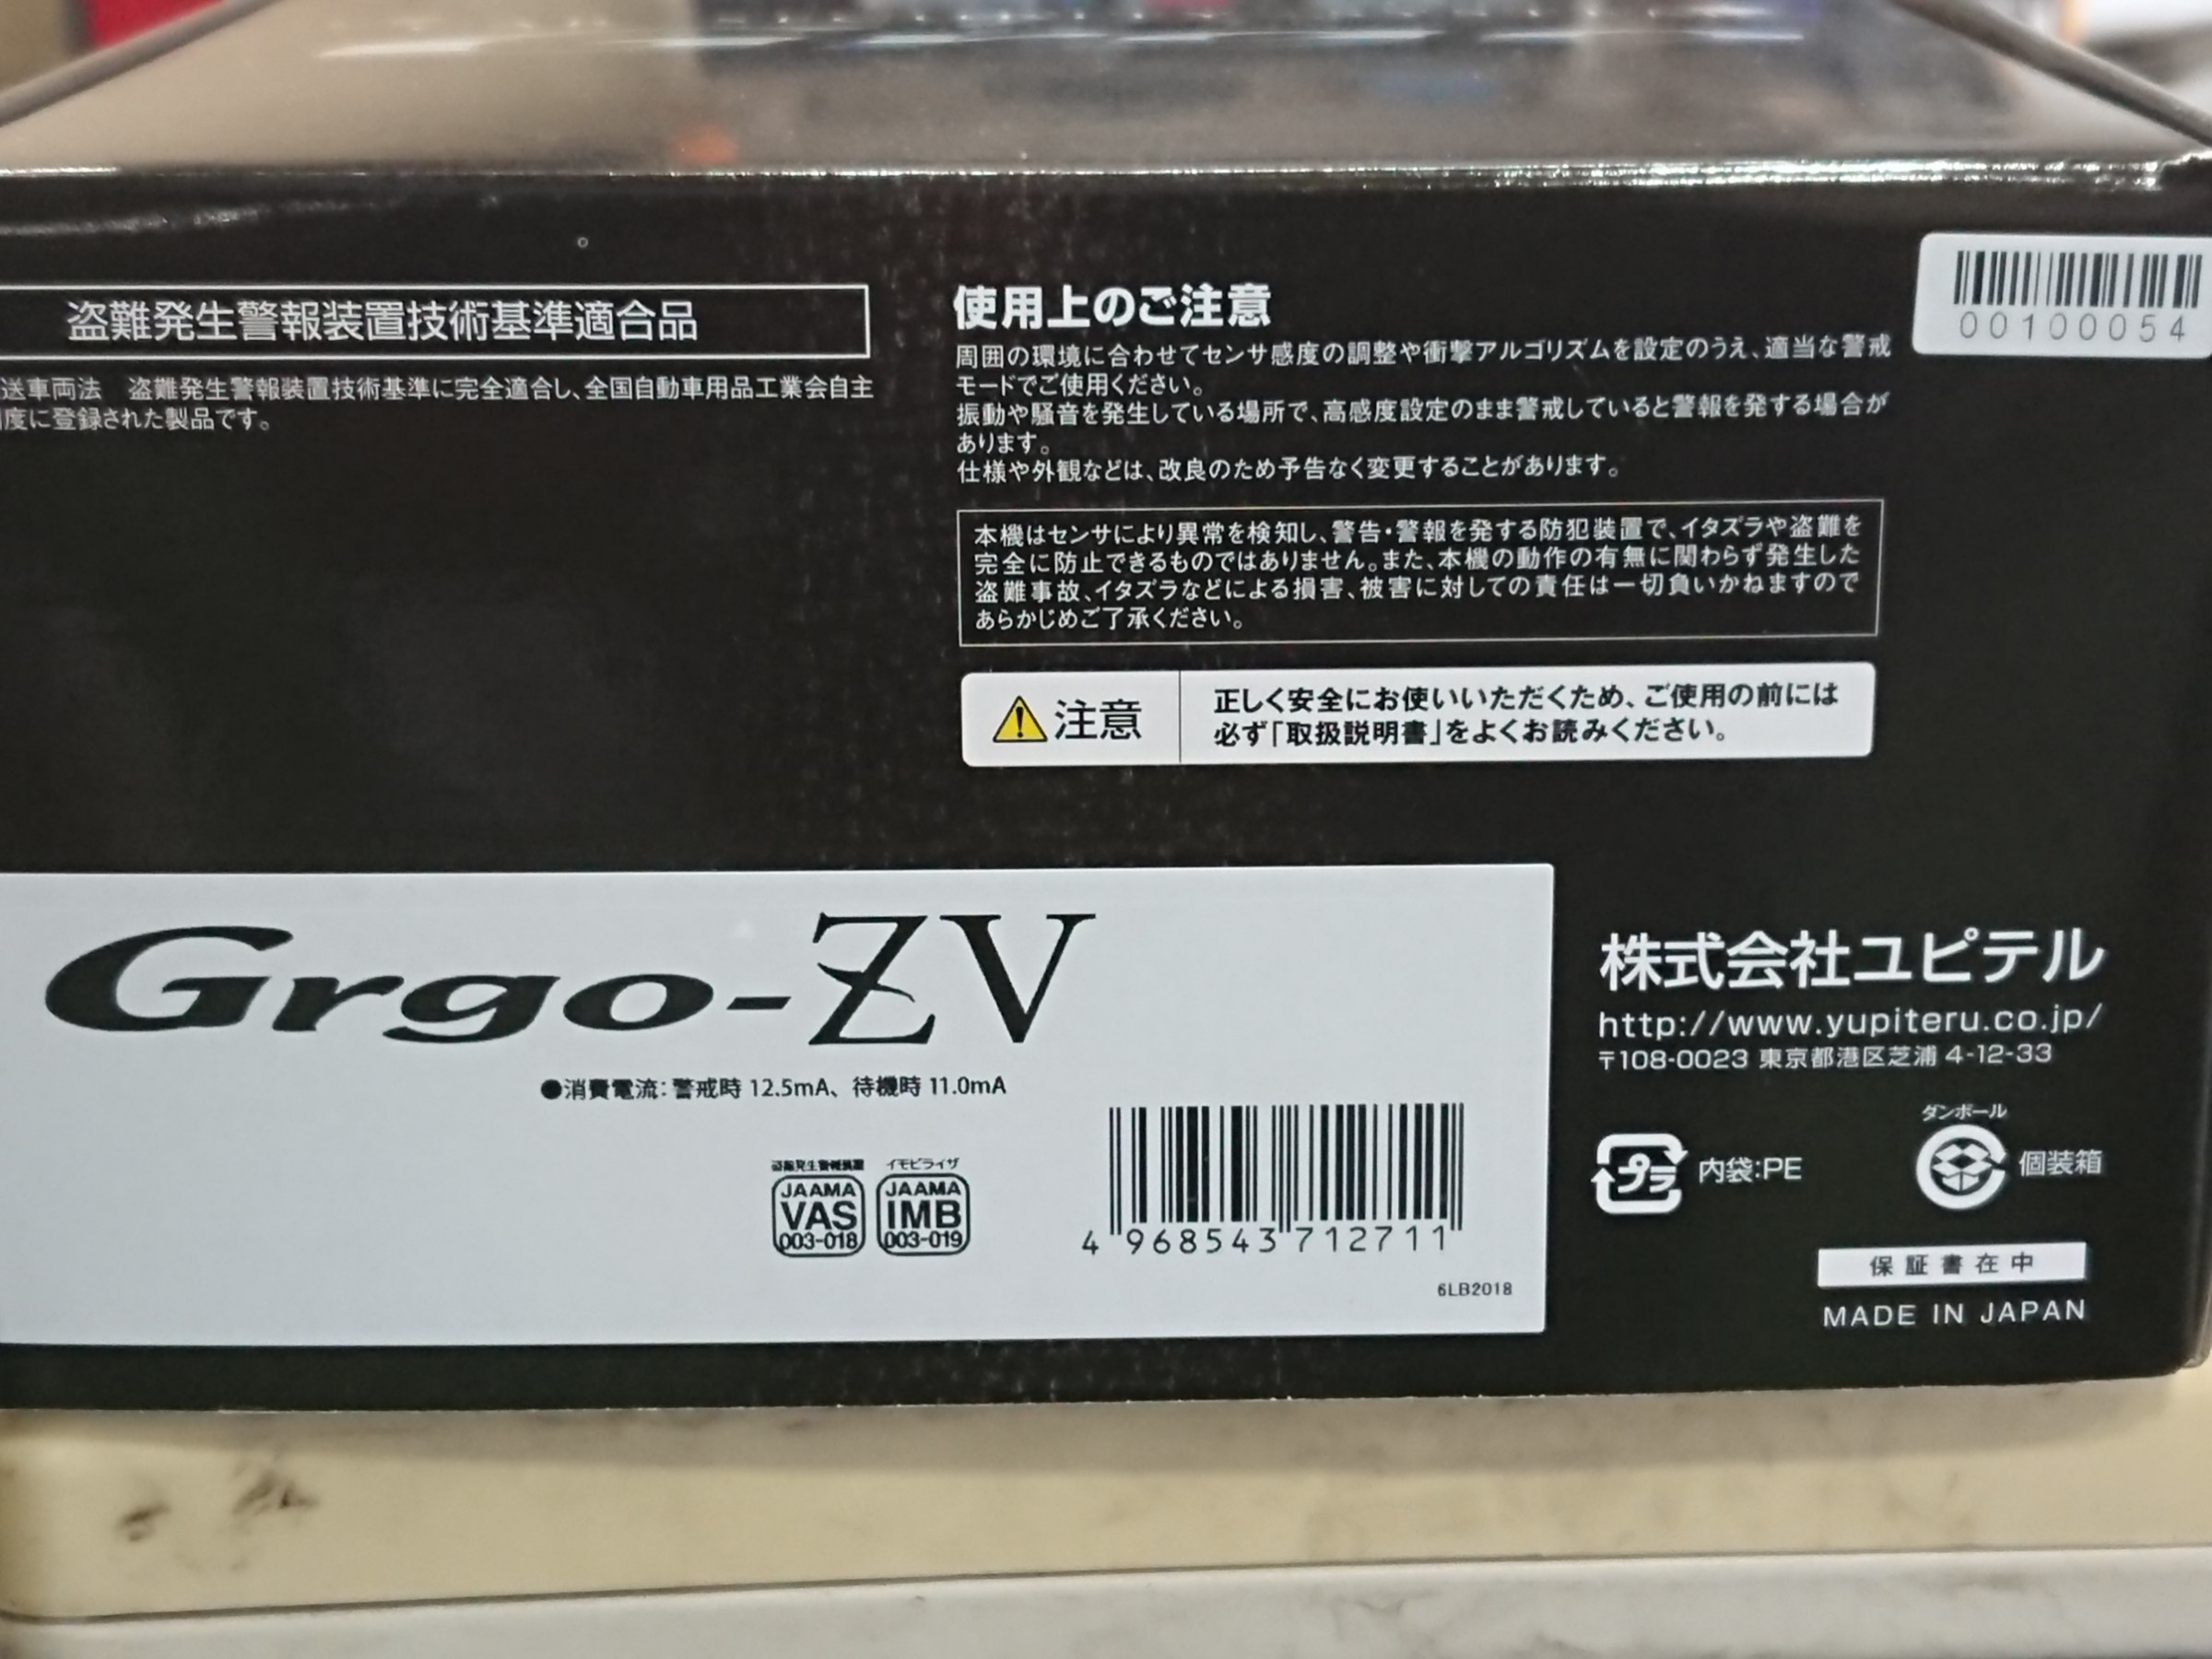 盗難発生警報装置技術基準適合品
送車両法 盗難発生警報装置技術基準に完全適合し、全国自動車用品工業会自主
度に登録された製品です。
使用上のご注意
周囲の環境に合わせてセンサ感度の調整や衝撃アルゴリズムを設定のうえ、適当な警戒
モードでご使用ください。
振動や騒音を発生している場所で、高感度設定のまま警戒していると警報を発する場合が
あります。
仕様や外観などは、改良のため予告なく変更することがあります。
00100054
本機はセンサにより異常を検知し、警告・警報を発する防犯装置で、イタズラや盗難を
完全に防止できるものではありません。また、本機の動作の有無に関わらず発生した
盗難事故、イタズラなどによる損害、被害に対しての責任は一切負いかねますので
あらかじめご了承ください。
注意
正しく安全にお使いいただくため、ご使用の前には
必ず「取扱説明書」をよくお読みください。
Grgo-ZV
●消費電流：警戒時 12.5mA、待機時 11.0mA
盗難発生警報装置
JAAMA
VAS
003-018
イモビライザ
JAAMA
IMB
003-019
4 968543 712711
6LB2018
株式会社ユピテル
http://www.yupiteru.co.jp/
〒108-0023 東京都港区芝浦 4-12-33
プラ
内袋:PE
ダンボール
個装箱
保証書在中
MADE IN JAPAN